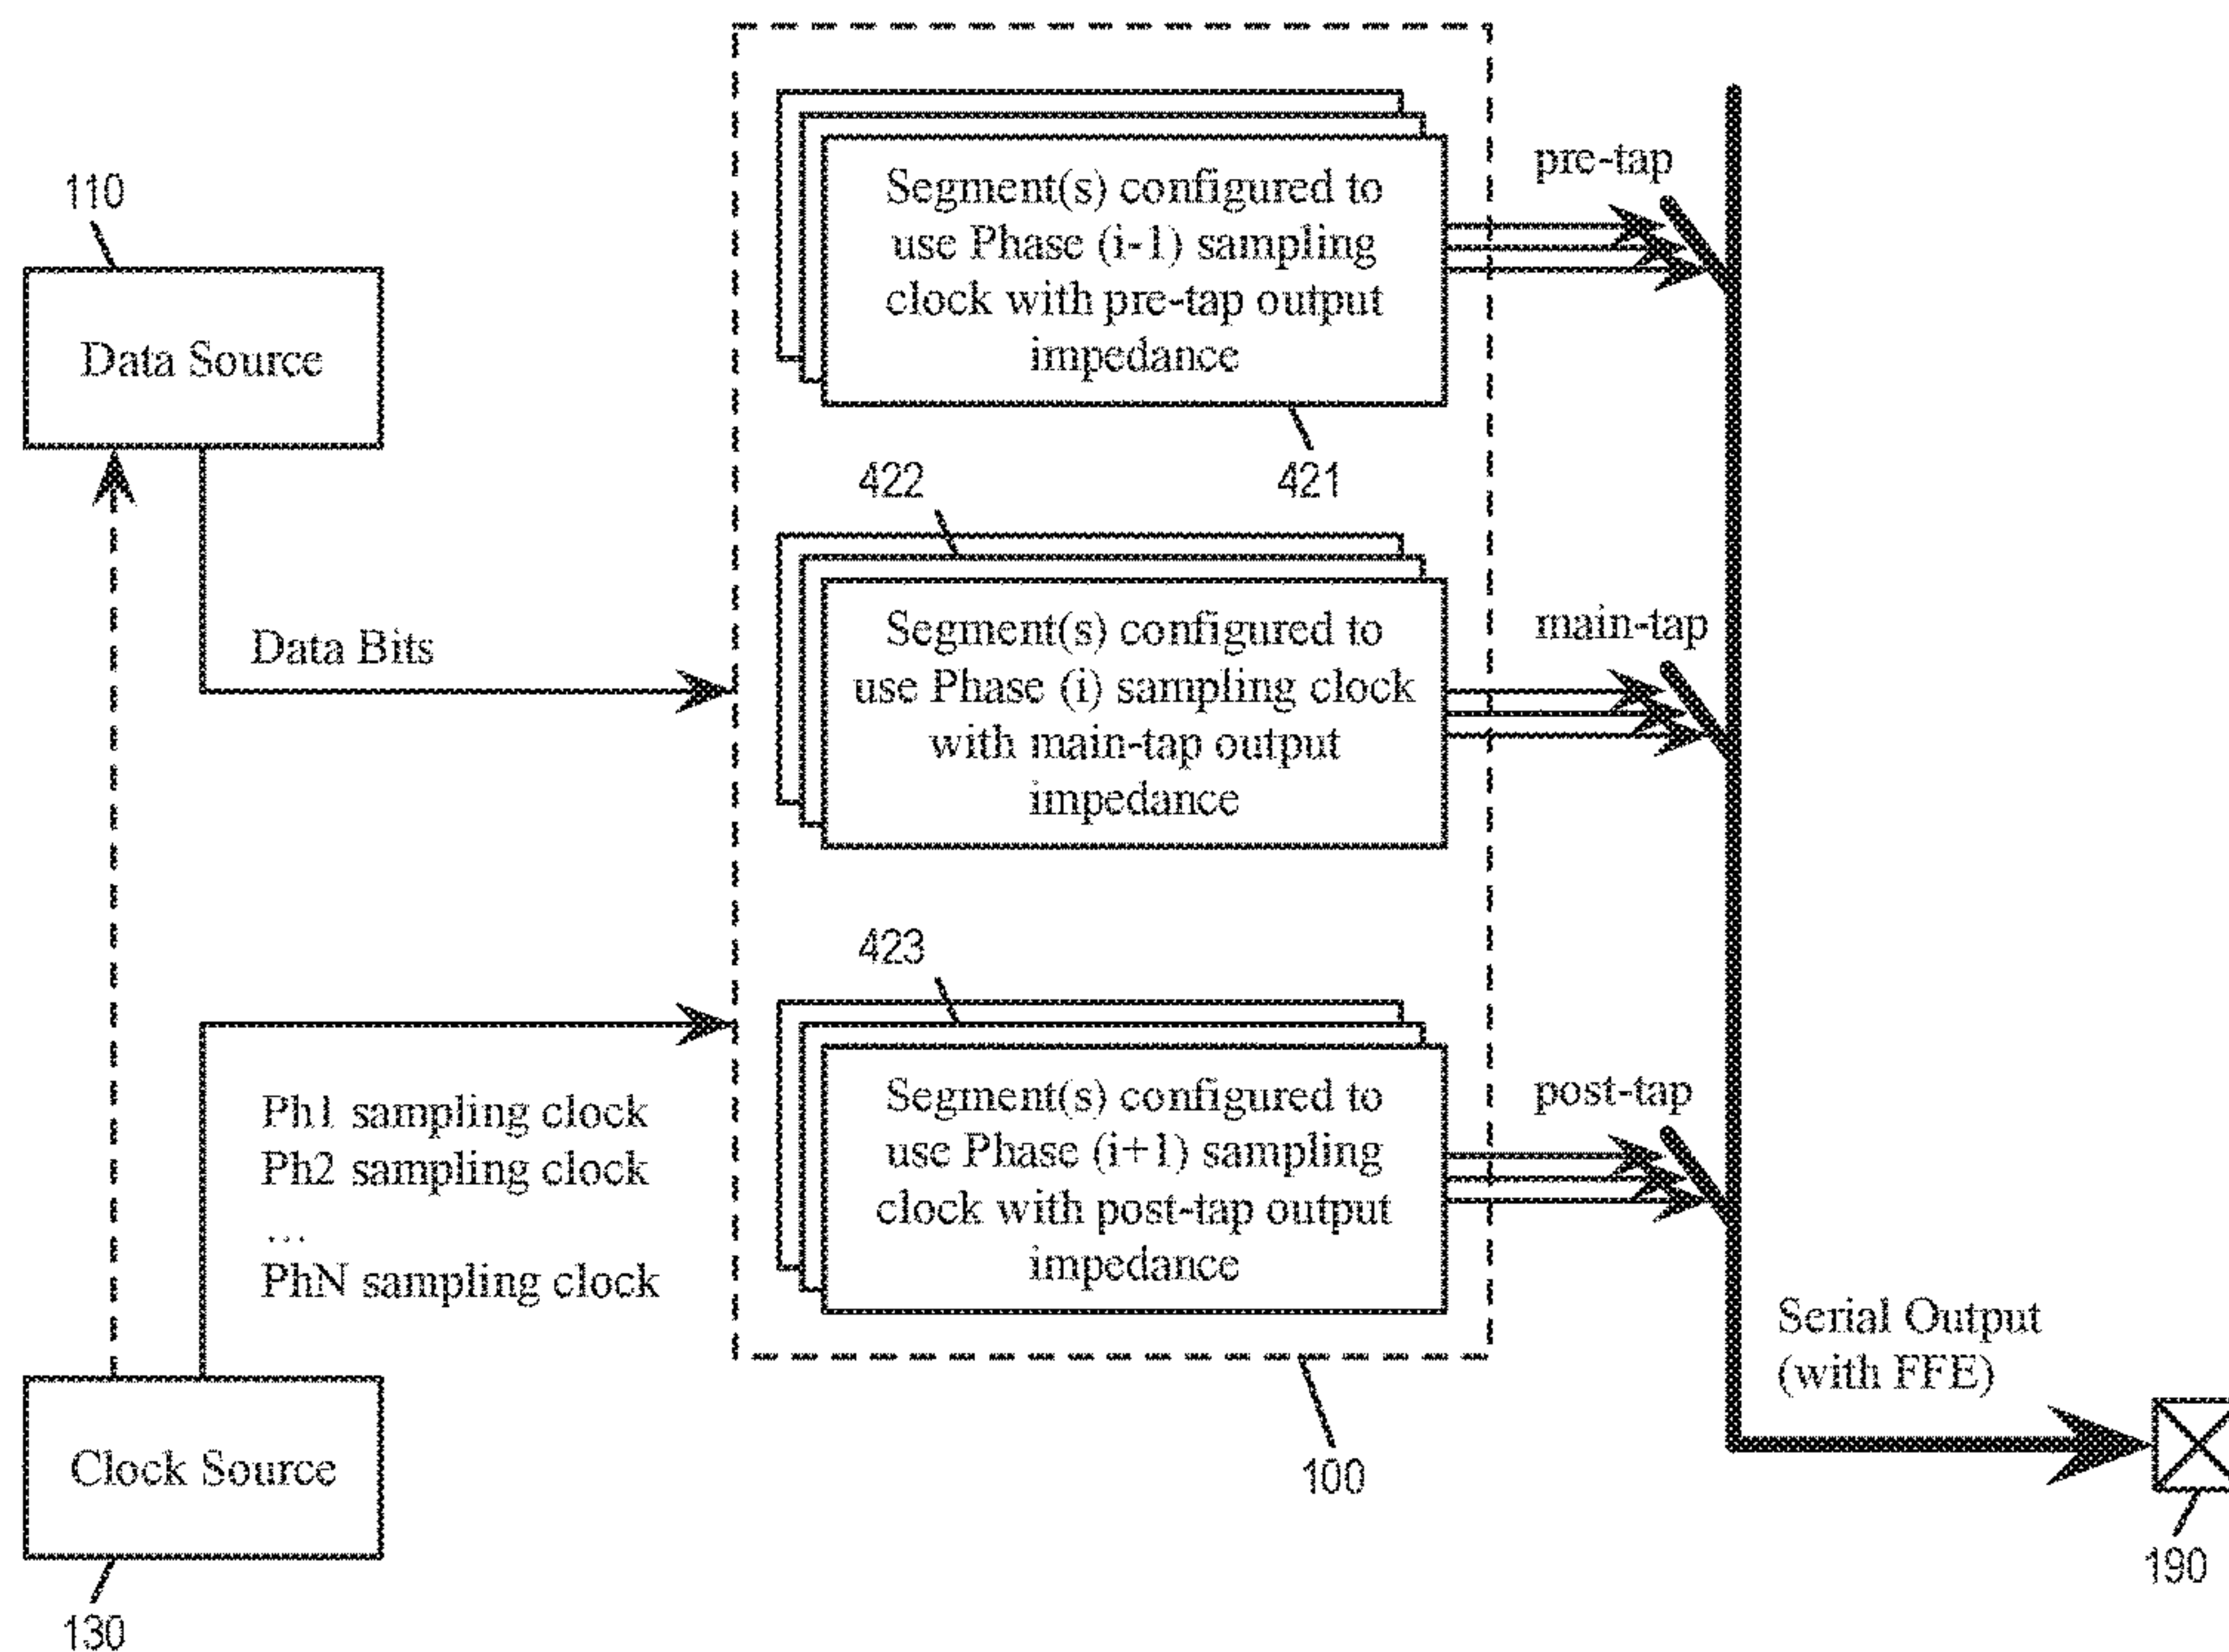 110
Data Source
Data Bits
Ph1 sampling clock
Ph2 sampling clock
...
PhN sampling clock
Clock Source
130
Segment(s) configured to
use Phase (i-1) sampling
clock with pre-tap output
impedance
421
422
Segment(s) configured to
use Phase (i) sampling clock
with main-tap output
impedance
423
Segment(s) configured to
use Phase (i+1) sampling
clock with post-tap output
impedance
100
pre-tap
main-tap
post-tap
Serial Output
(with FFE)
190